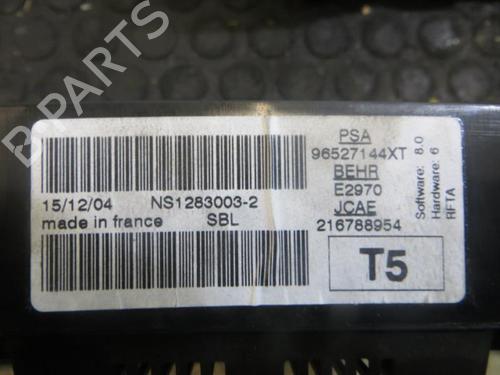 15/12/04 NS1283003-2
made in france SBL
PSA
96527144XT
BEHR
E2970
JCAE
216788954
T5
Software: 8.0
Hardware: 6
RFTA
B PARTS